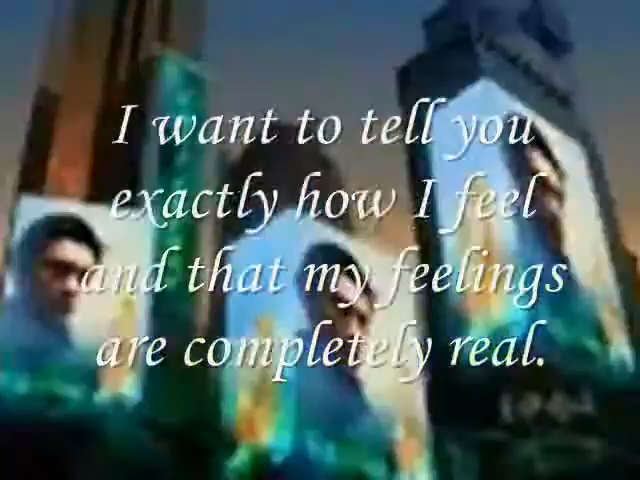 I want to tell you
exactly how I feel
and that my feelings
are completely real.